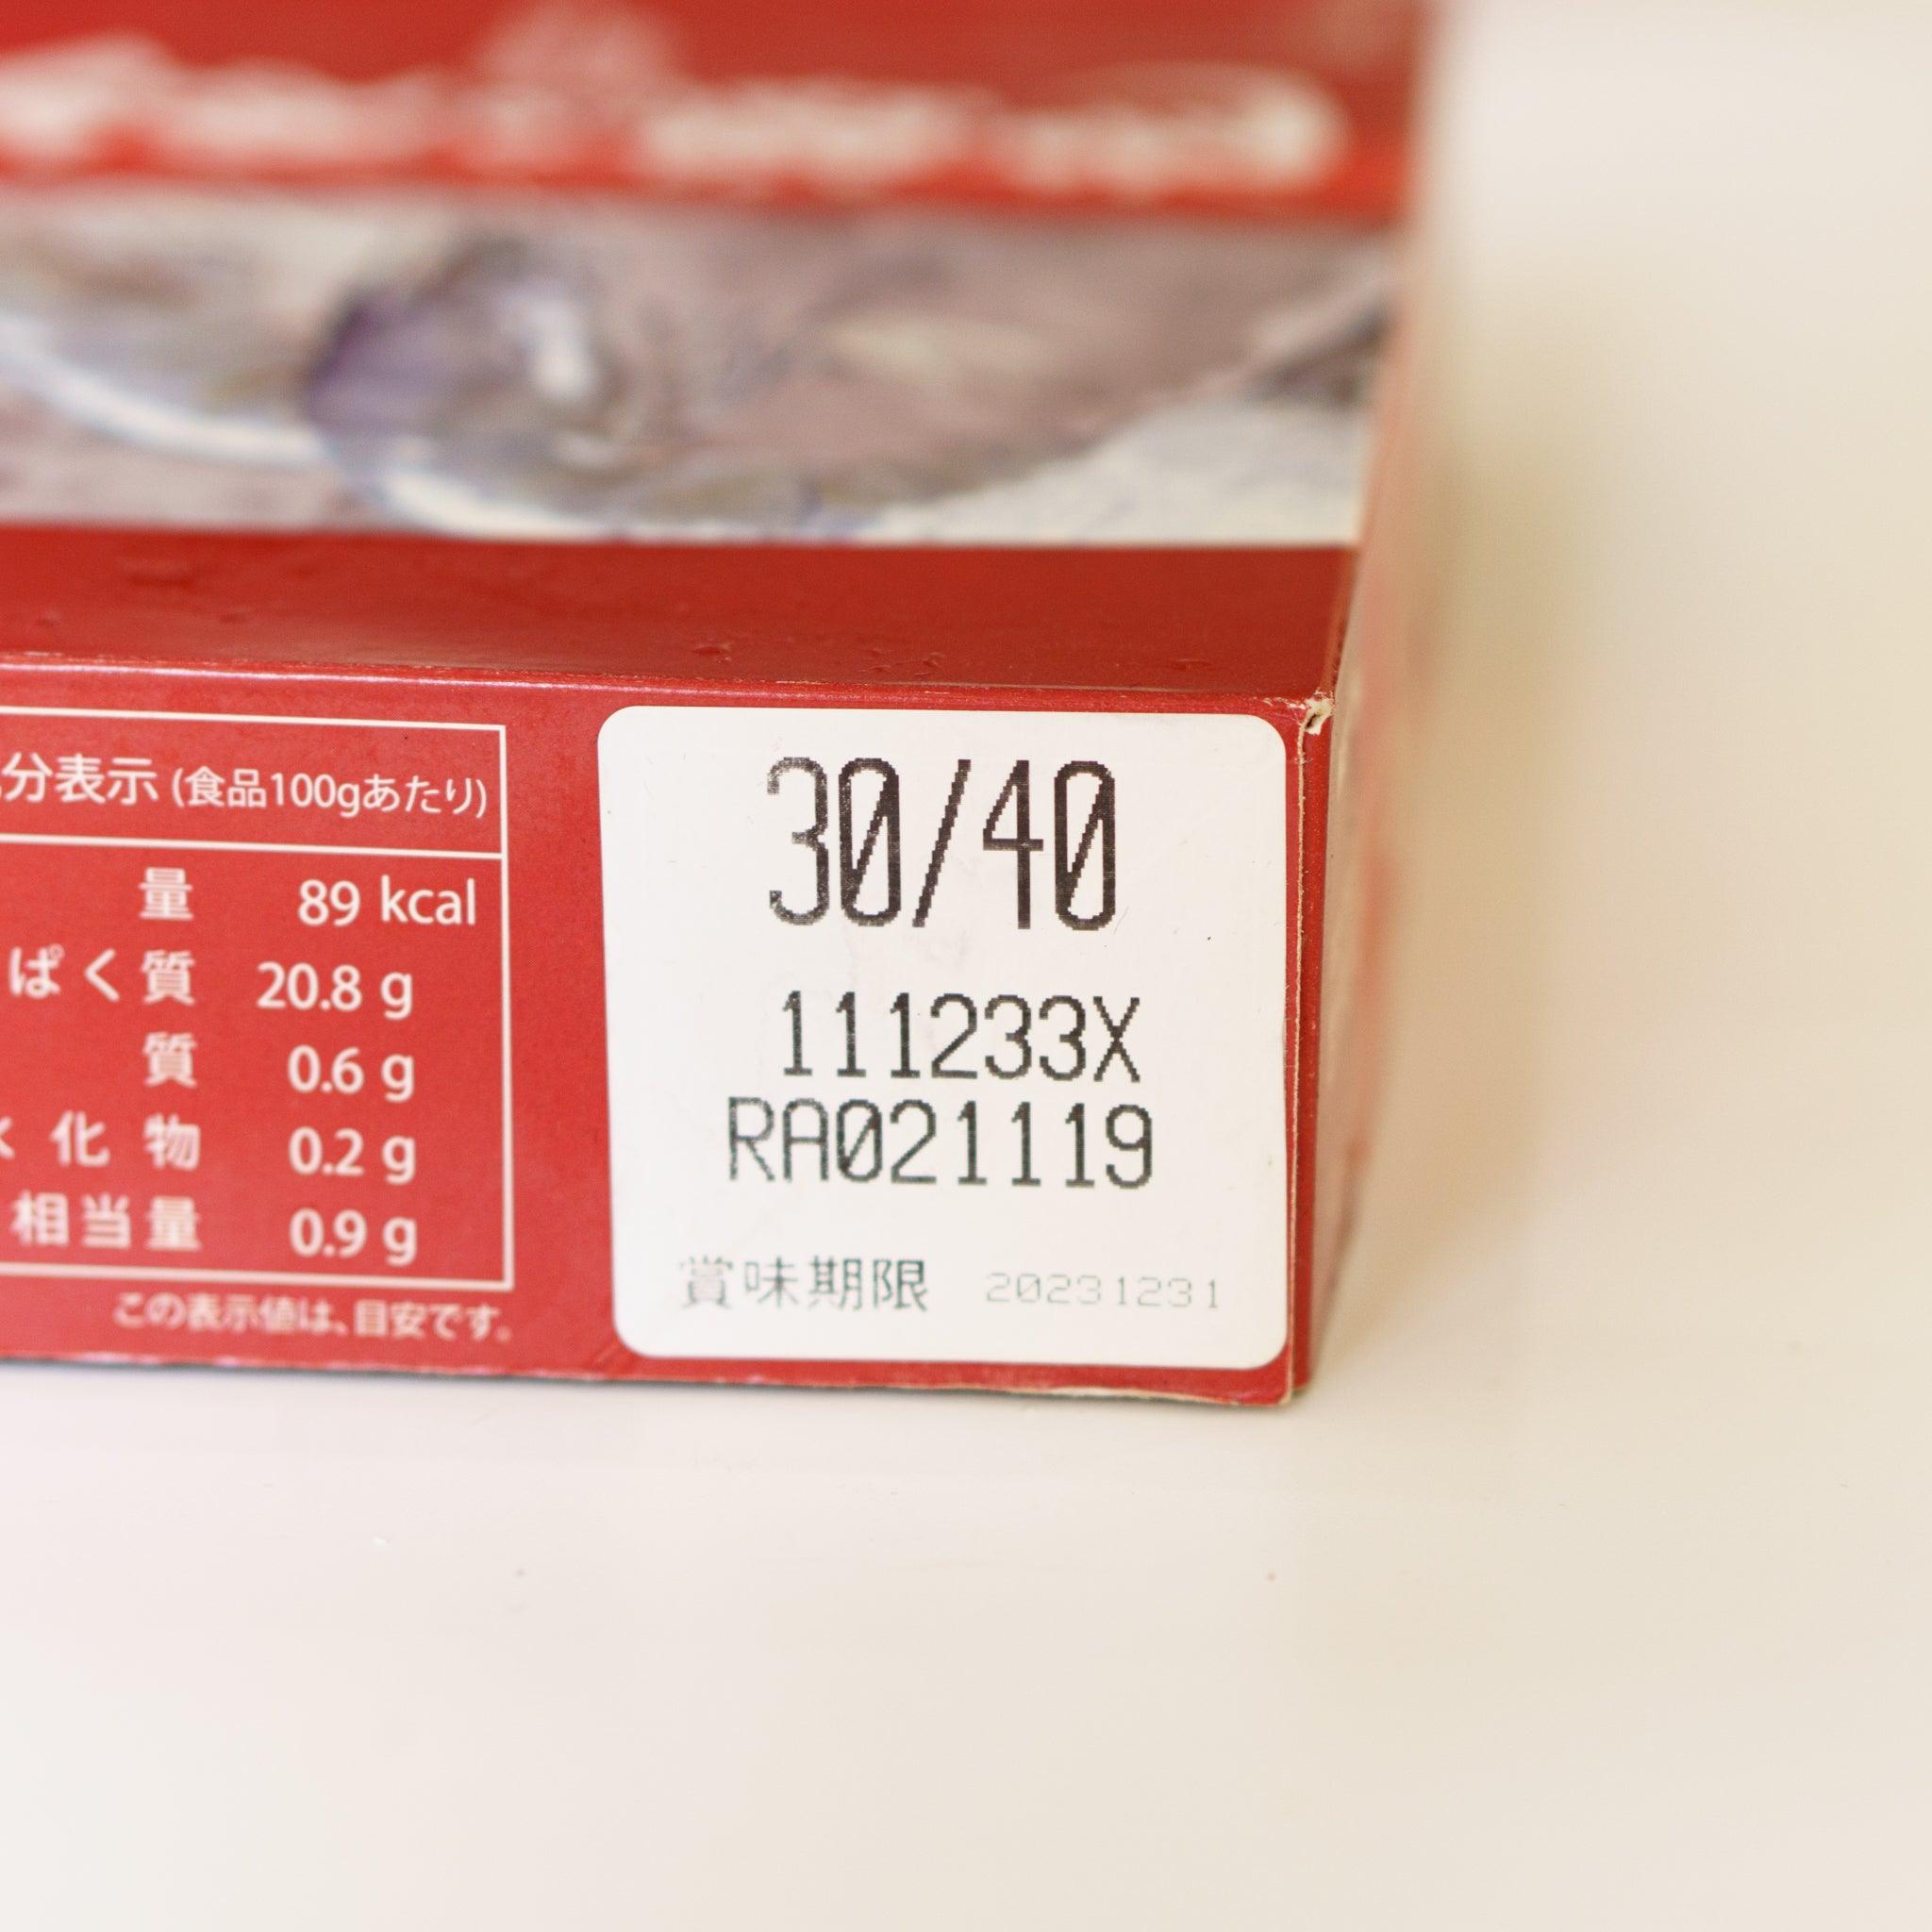 分表示 (食品100gあたり)
量 89 kcal
ぱく質 20.8 g
質 0.6 g
水化物 0.2 g
相当量 0.9 g
この表示値は、目安です。
30/40
111233X
RA021119
賞味期限 20231231